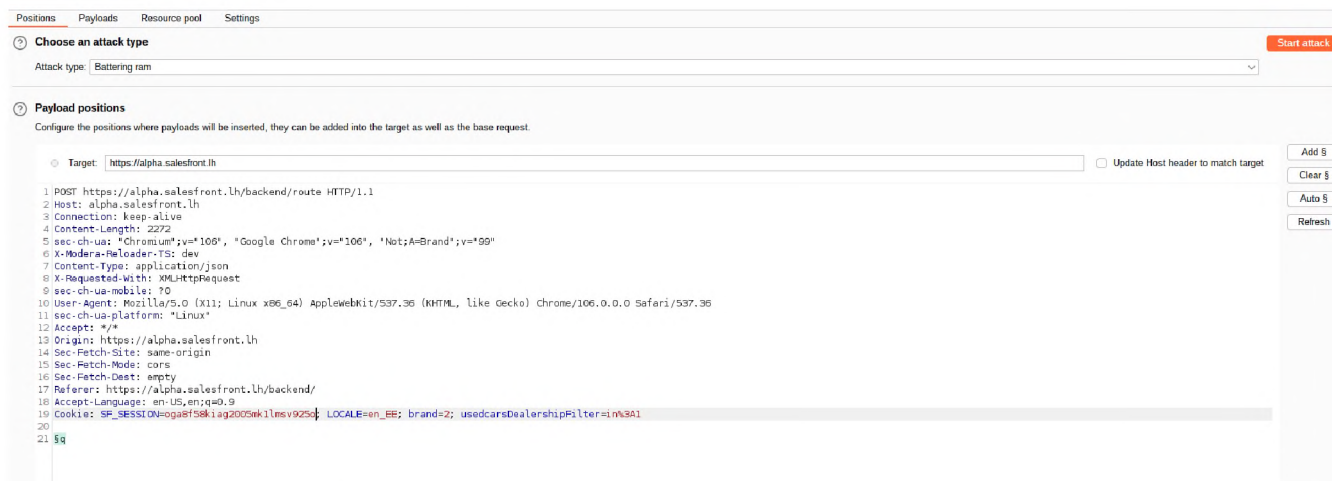 Positions Payloads Resource pool Settings
? Choose an attack type
Start attack
Attack type: Battering ram
? Payload positions
Configure the positions where payloads will be inserted, they can be added into the target as well as the base request.
Target: https://alpha.salesfront.lh
Update Host header to match target
Add §
Clear §
Auto §
Refresh
1 POST https://alpha.salesfront.lh/backend/route HTTP/1.1
2 Host: alpha.salesfront.lh
3 Connection: keep-alive
4 Content-Length: 2272
5 sec-ch-ua: "Chromium";v="106", "Google Chrome";v="106", "Not;A=Brand";v="99"
6 X-Modera-Reloader-TS: dev
7 Content-Type: application/json
8 X-Requested-With: XMLHttpRequest
9 sec-ch-ua-mobile: ?0
10 User-Agent: Mozilla/5.0 (X11; Linux x86_64) AppleWebKit/537.36 (KHTML, like Gecko) Chrome/106.0.0.0 Safari/537.36
11 sec-ch-ua-platform: "Linux"
12 Accept: */*
13 Origin: https://alpha.salesfront.lh
14 Sec-Fetch-Site: same-origin
15 Sec-Fetch-Mode: cors
16 Sec-Fetch-Dest: empty
17 Referer: https://alpha.salesfront.lh/backend/
18 Accept-Language: en-US,en;q=0.9
19 Cookie: SF_SESSION=oga8f58kiag2005mk1lmsv925o; LOCALE=en_EE; brand=2; usedcarsDealershipFilter=in%3A1
20
21 §q